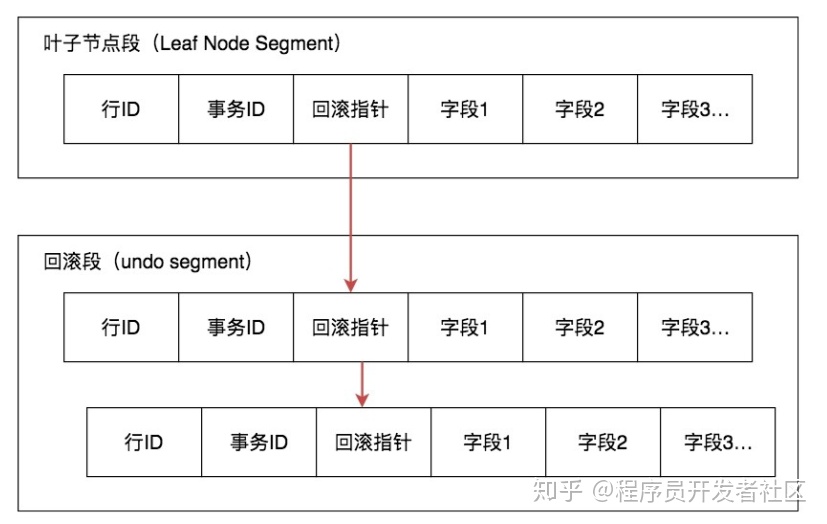 叶子节点段（Leaf Node Segment）
行ID 事务ID 回滚指针 字段1 字段2 字段3...
回滚段（undo segment）
行ID 事务ID 回滚指针 字段1 字段2 字段3...
行ID 事务ID 回滚指针 字段1 字段2 字段3...
知乎 @程序员开发者社区